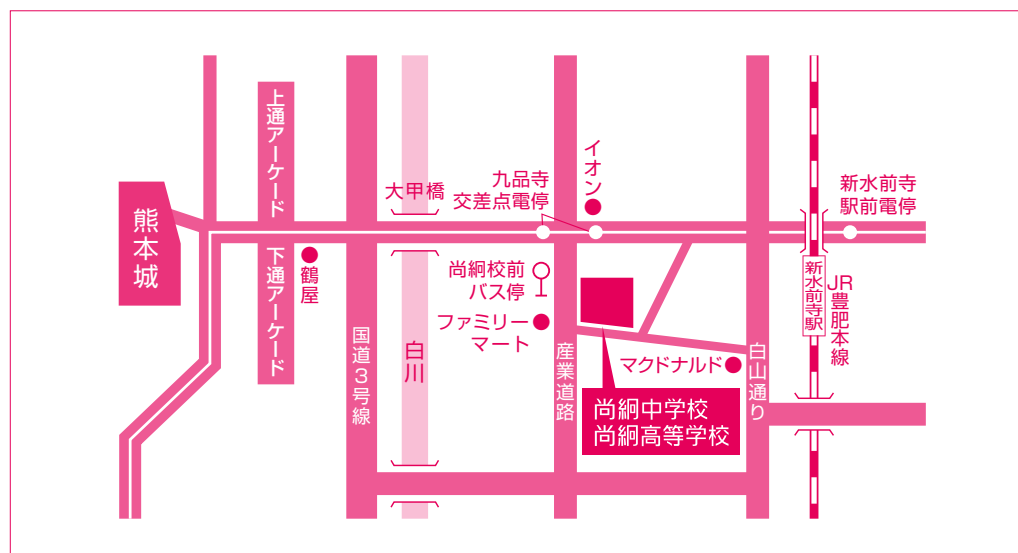 熊本城
上通アーケード
下通アーケード
鶴屋
国道3号線
大甲橋
白川
九品寺
交差点電停
イオン
尚絅校前
バス停
ファミリー
マート
産業道路
マクドナルド
尚絅中学校
尚絅高等学校
白山通り
新水前寺
駅前電停
新水前寺駅
JR豊肥本線